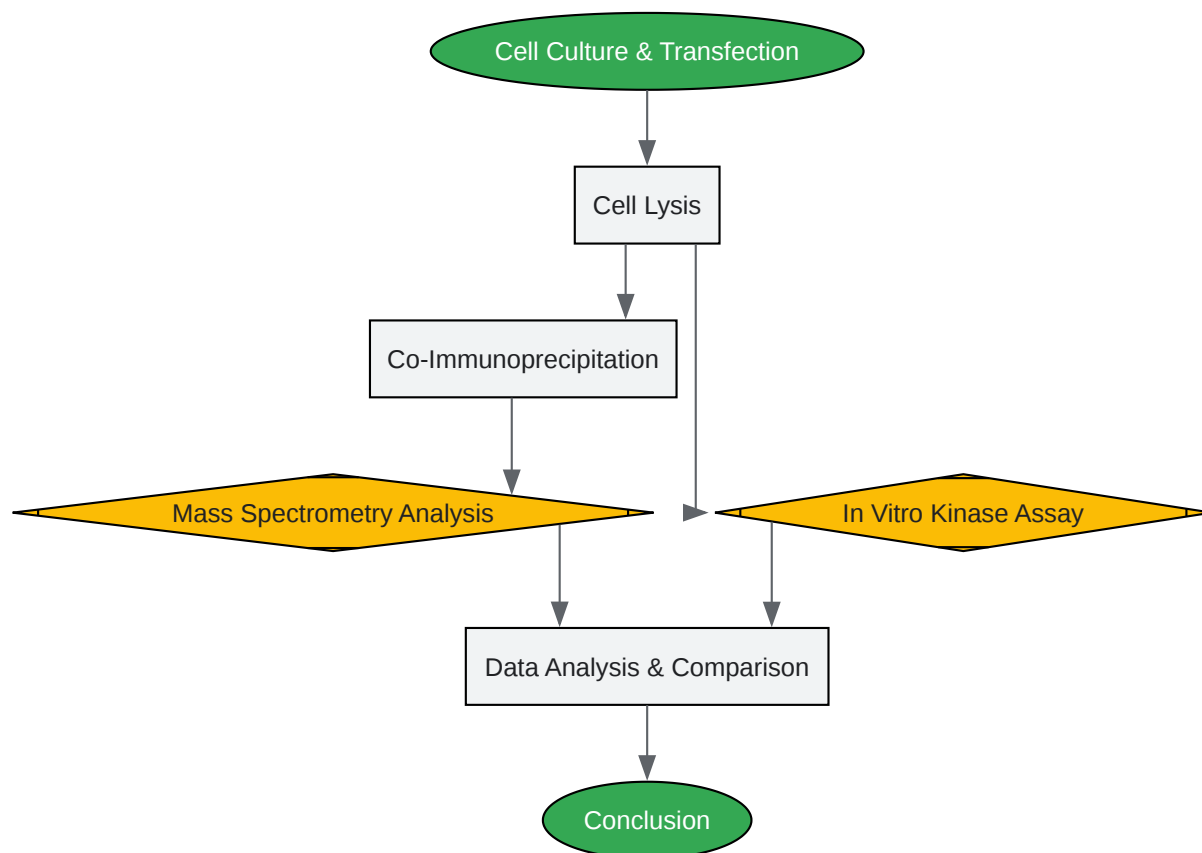 Cell Culture & Transfection
Cell Lysis
Co-Immunoprecipitation
Mass Spectrometry Analysis
In Vitro Kinase Assay
Data Analysis & Comparison
Conclusion